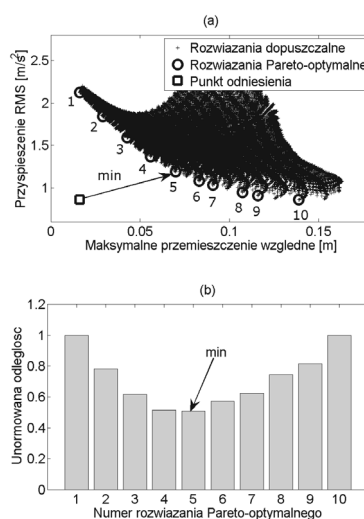 (a)
Przyspieszenie RMS [m/s²]
2.5
2
1.5
1
+ Rozwiazania dopuszczalne
Rozwiazania Pareto-optymalne
Punkt odniesienia
1
2
3
4
5
6
7
8
9
10
min
0
0.05
0.1
0.15
Maksymalne przemieszczenie wzgledne [m]
(b)
Unormowana odleglosc
1.2
1
0.8
0.6
0.4
0.2
0
min
1 2 3 4 5 6 7 8 9 10
Numer rozwiazania Pareto-optymalnego